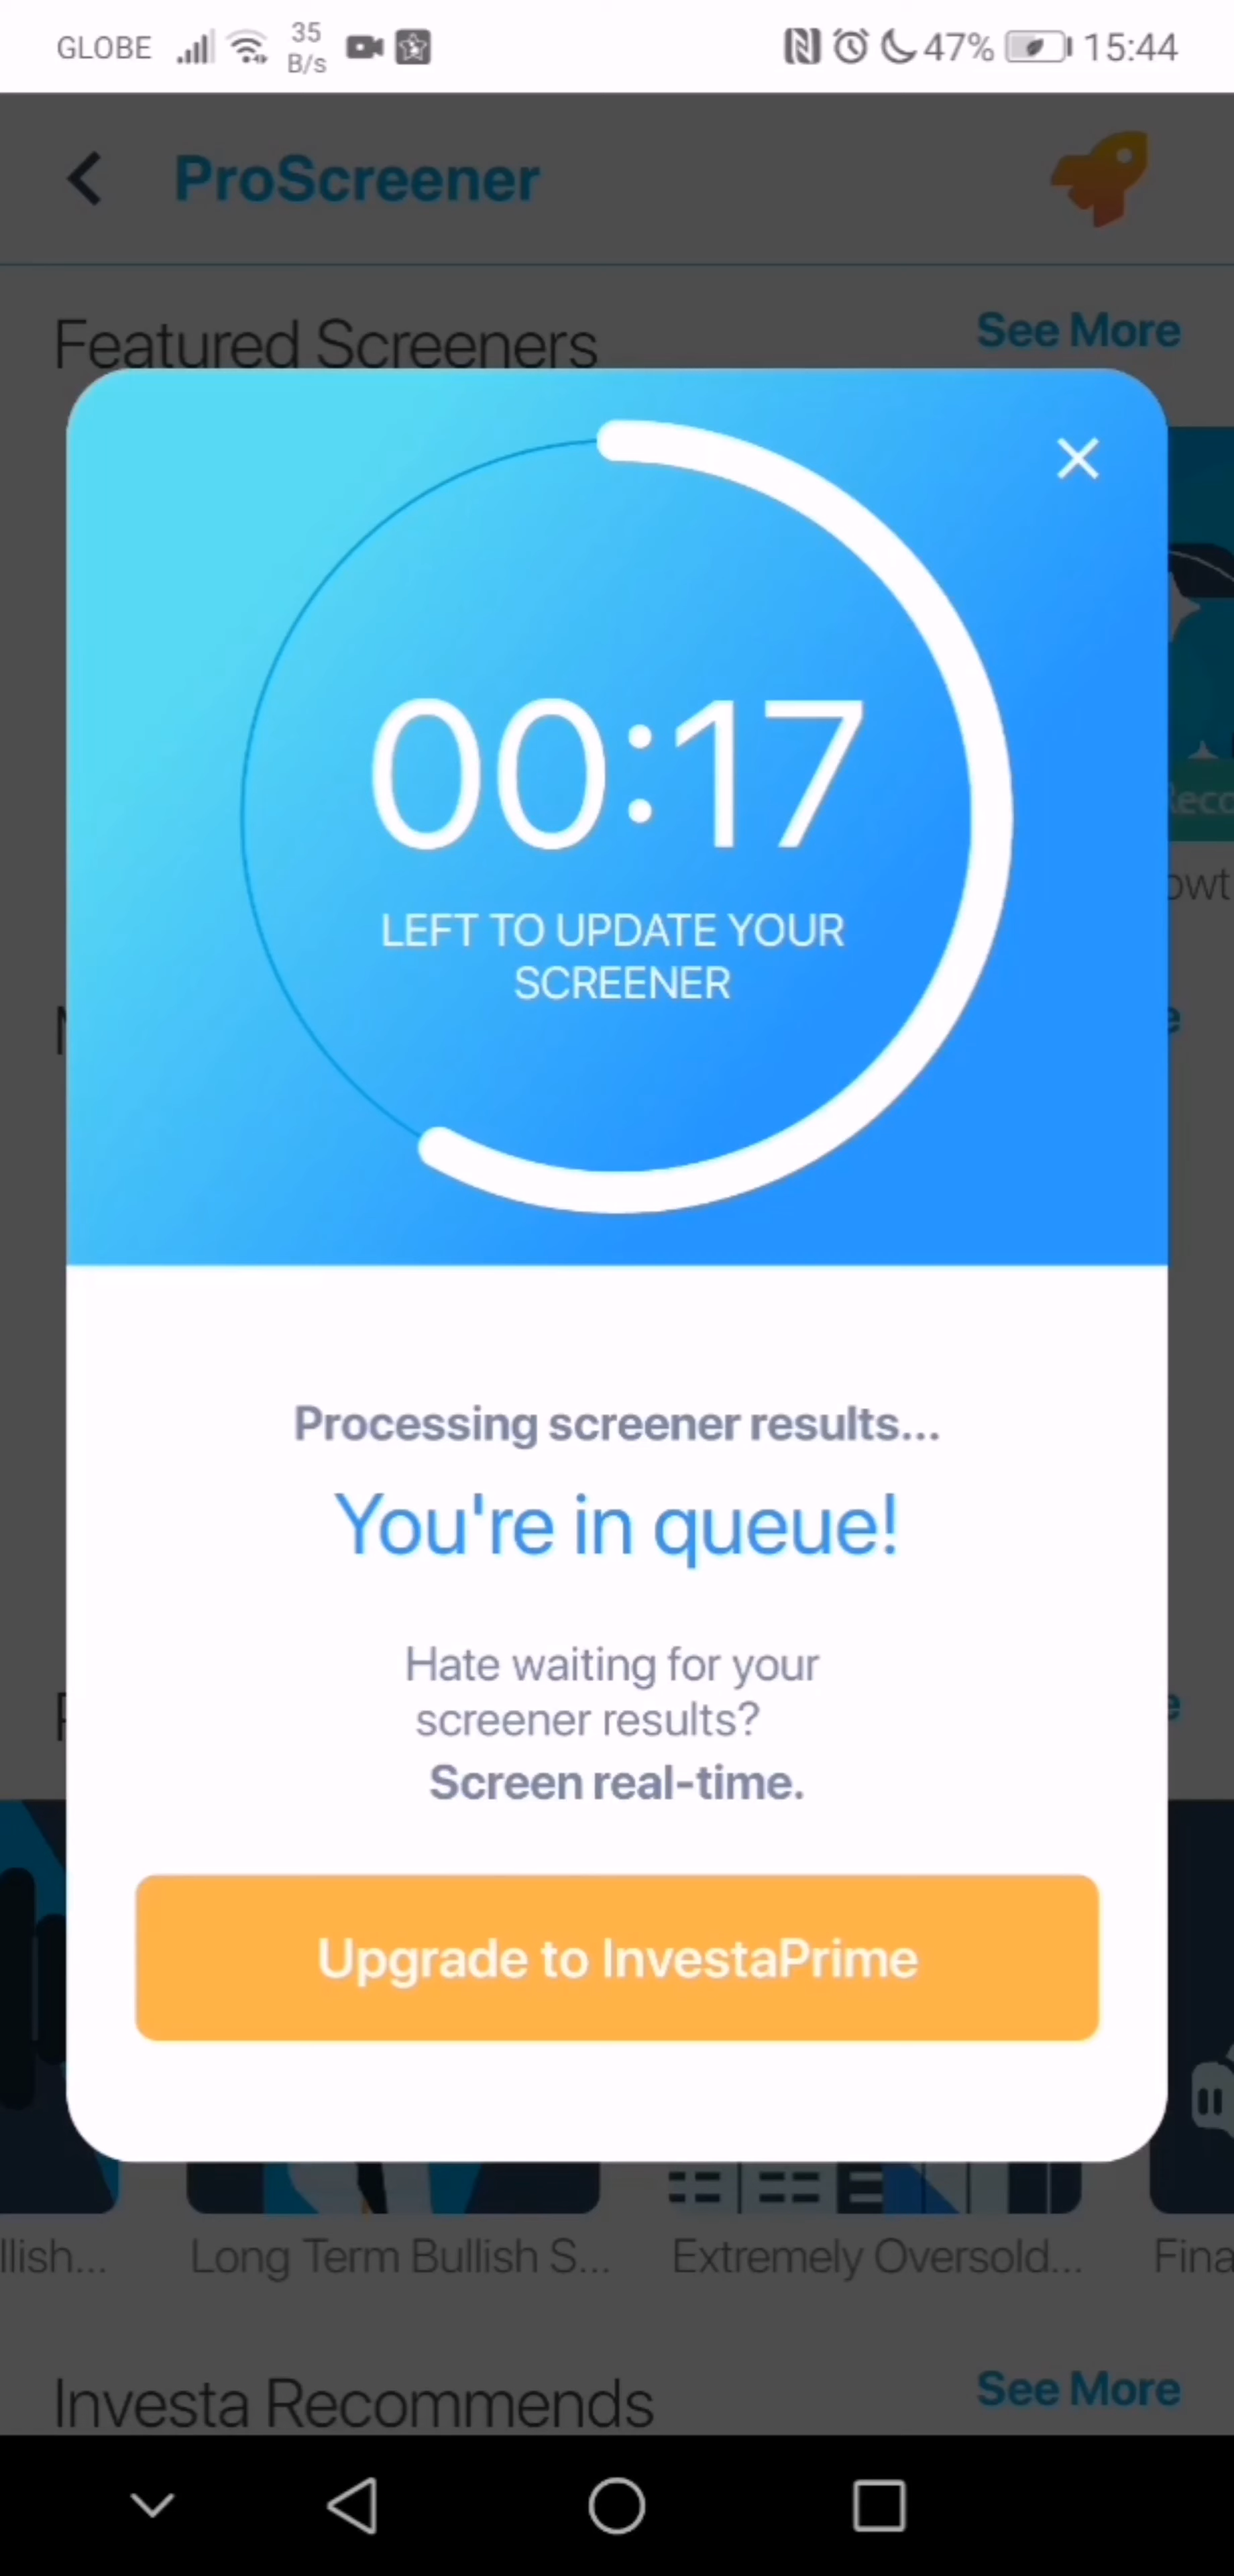 GLOBE 35 B/s 47% 15:44
ProScreener
Featured Screeners See More
00:17
LEFT TO UPDATE YOUR
SCREENER
Processing screener results...
You're in queue!
Hate waiting for your
screener results?
Screen real-time.
Upgrade to InvestaPrime
llish... Long Term Bullish S... Extremely Oversold... Fina
Investa Recommends See More